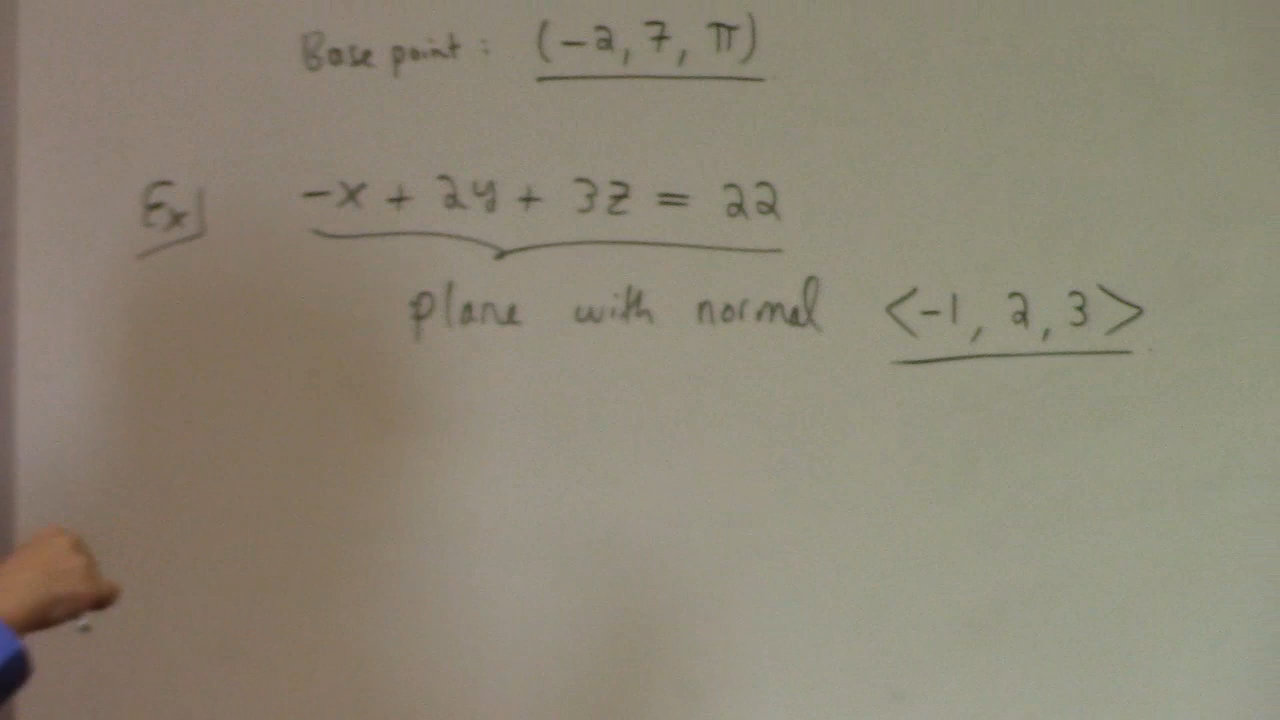 Base point: (-2, 7, π)
Ex] -x + 2y + 3z = 22
plane with normal <-1, 2, 3>